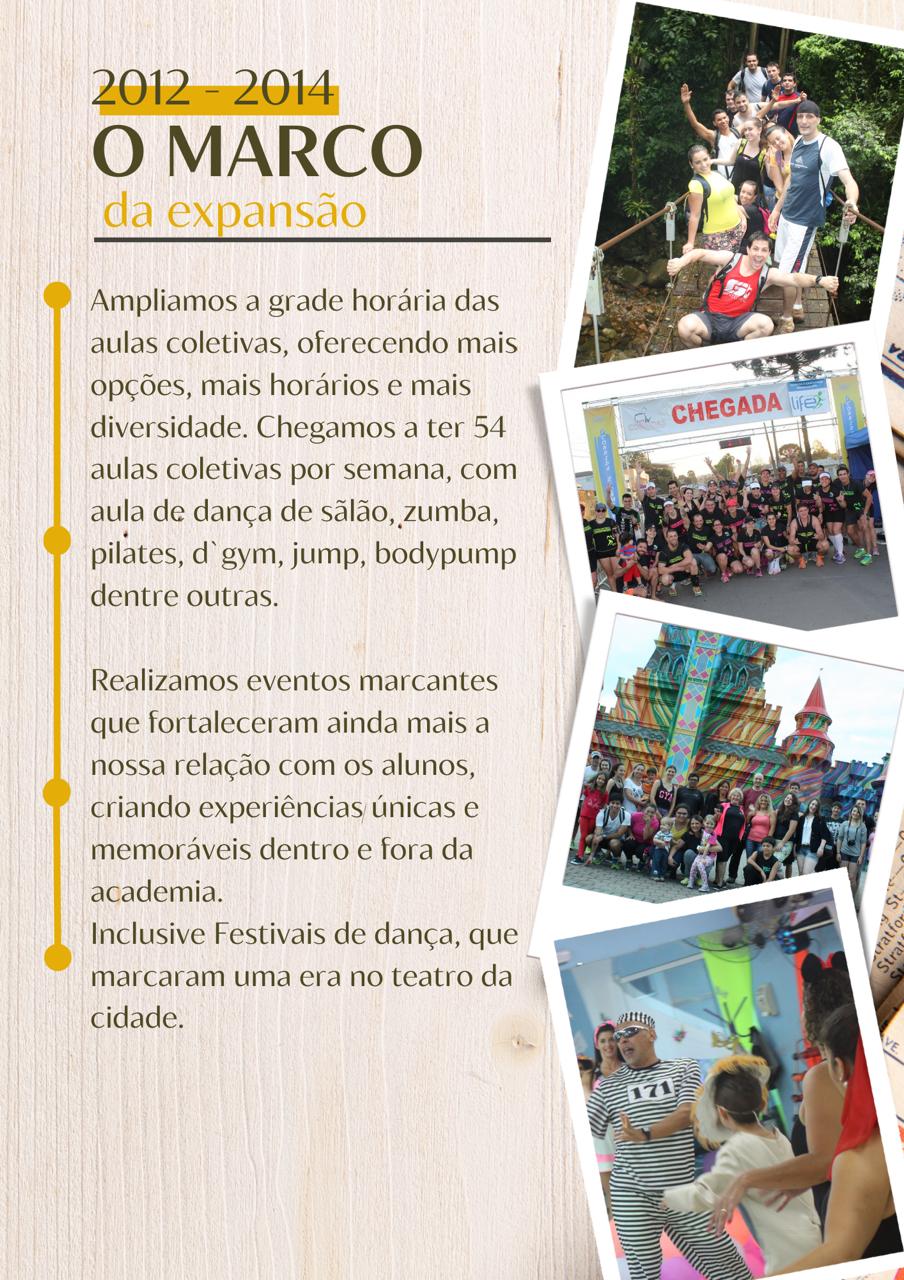 2012 - 2014
O MARCO
da expansão
Ampliamos a grade horária das
aulas coletivas, oferecendo mais
opções, mais horários e mais
diversidade. Chegamos a ter 54
aulas coletivas por semana, com
aula de dança de sãlão, zumba,
pilates, d`gym, jump, bodypump
dentre outras.
Realizamos eventos marcantes
que fortaleceram ainda mais a
nossa relação com os alunos,
criando experiências únicas e
memoráveis dentro e fora da
academia.
Inclusive Festivais de dança, que
marcaram uma era no teatro da
cidade.
CHEGADA
life
171